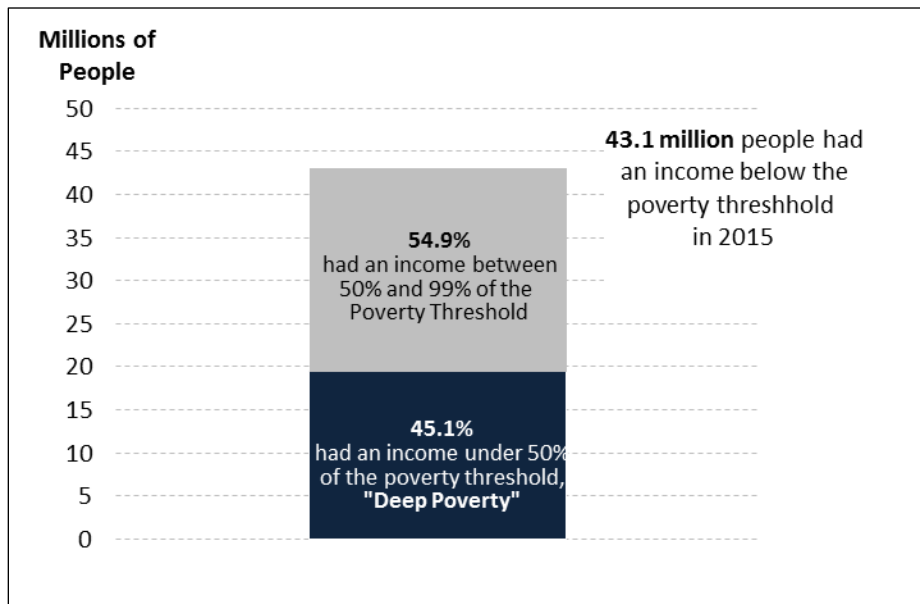 Millions of
People
50
45
40
35
30
25
20
15
10
5
0
43.1 million people had
an income below the
poverty threshhold
in 2015
54.9%
had an income between
50% and 99% of the
Poverty Threshold
45.1%
had an income under 50%
of the poverty threshold,
"Deep Poverty"